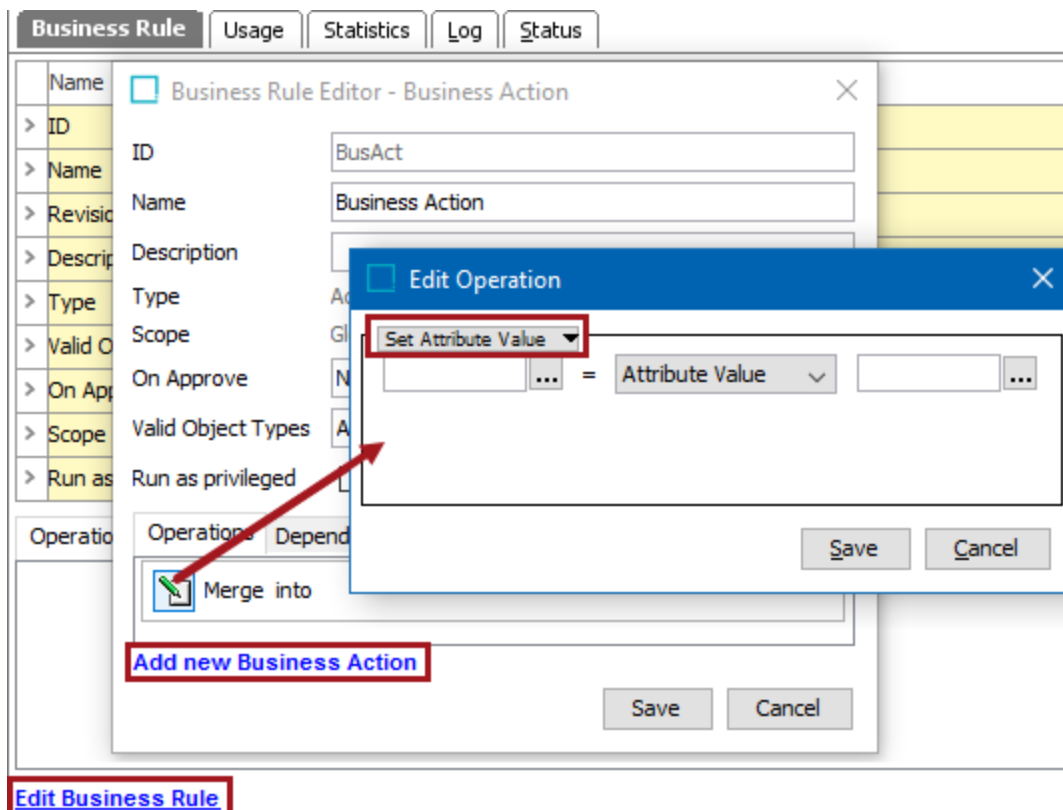 Business Rule Usage Statistics Log Status
Name
ID
Name
Type
Scope
Business Rule Editor - Business Action
ID BusAct
Name Business Action
Description
Type
Scope
On Approve
Valid Object Types
Run as privileged
Operations
Merge into
Add new Business Action
Save Cancel
Edit Operation
Set Attribute Value
... = Attribute Value ...
Save Cancel
Edit Business Rule